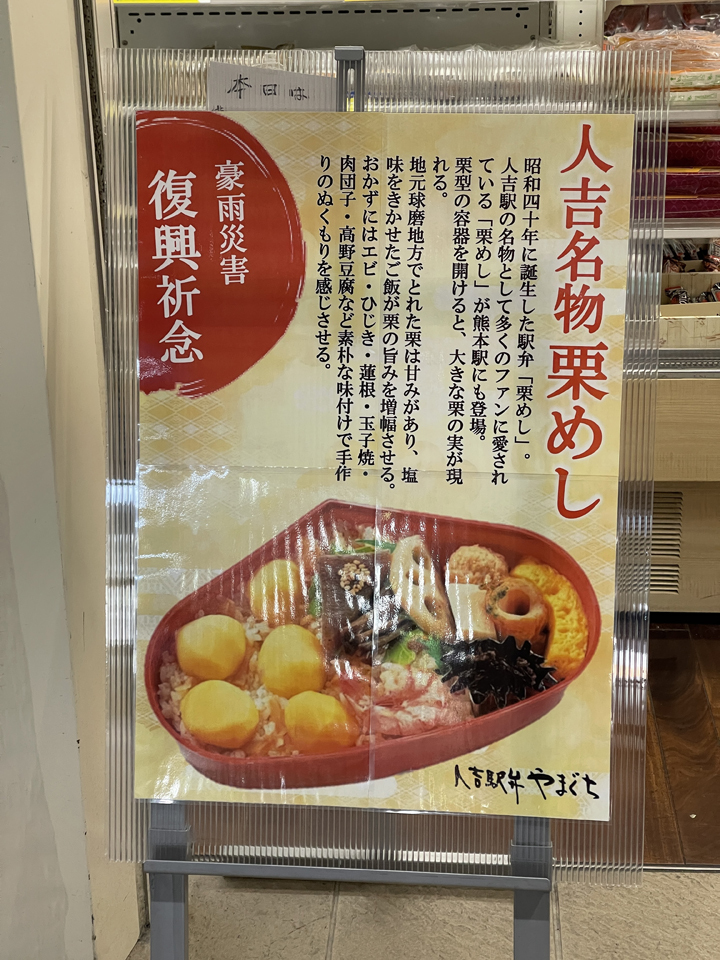 本日は
人吉名物栗めし
昭和四十年に誕生した駅弁「栗めし」。
人吉駅の名物として多くのファンに愛され
ている「栗めし」が熊本駅にも登場。
栗型の容器を開けると、大きな栗の実が現
れる。
地元球磨地方でとれた栗は甘みがあり、塩
味をきかせたご飯が栗の旨みを増幅させる。
おかずにはエビ・ひじき・蓮根・玉子焼・
肉団子・高野豆腐など素朴な味付けで手作
りのぬくもりを感じさせる。
豪雨災害
復興祈念
人吉駅弁 やまぐち